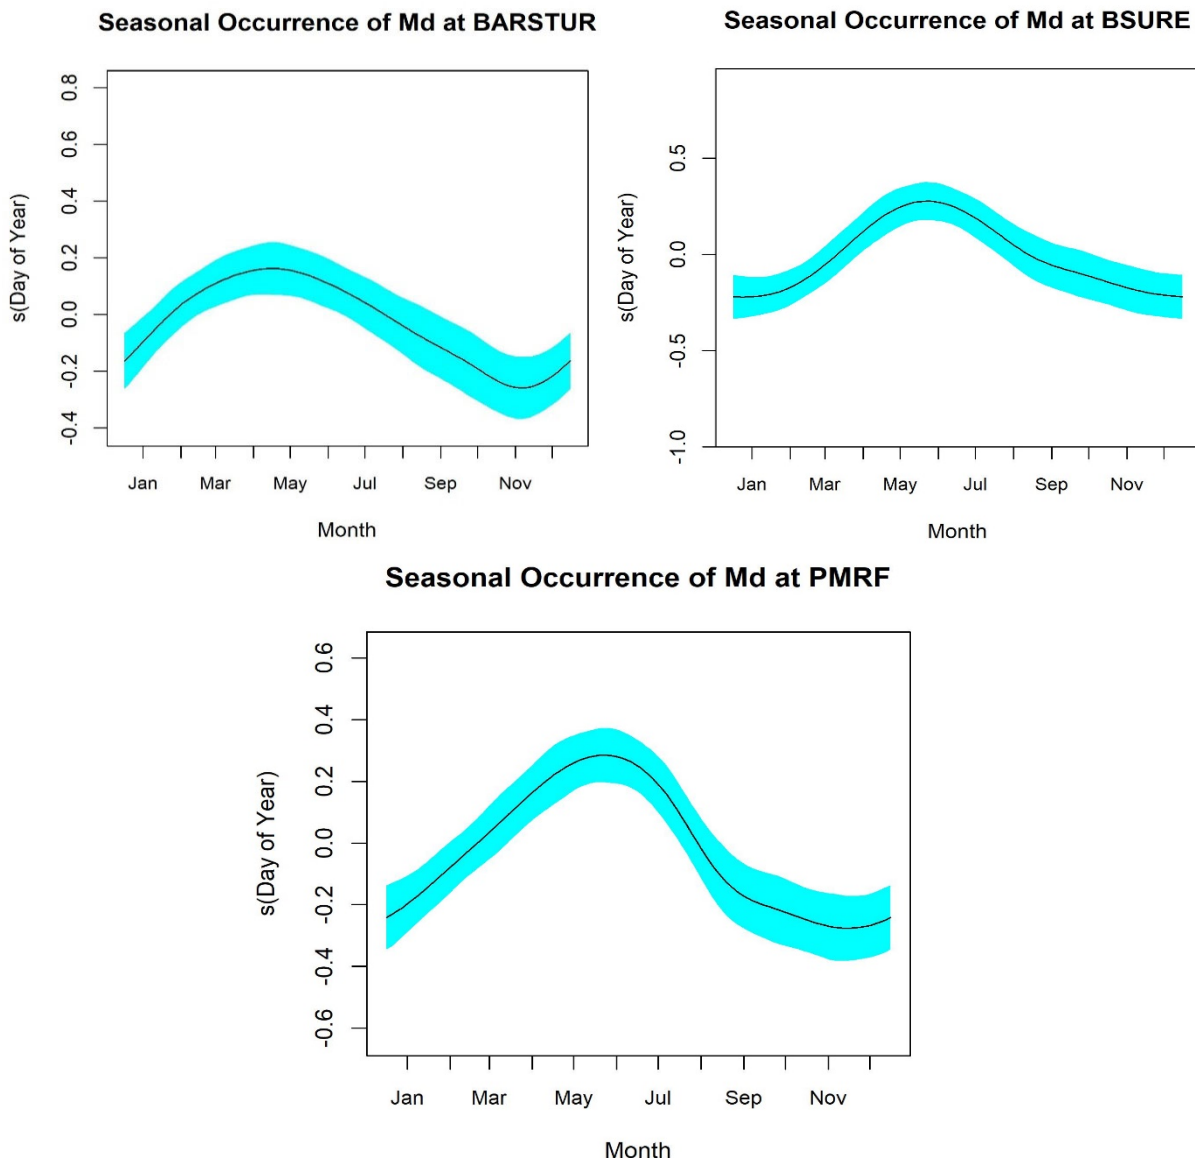 Seasonal Occurrence of Md at BARSTUR
s(Day of Year)
0.8
0.6
0.4
0.2
0.0
-0.2
-0.4
Jan Mar May Jul Sep Nov
Month
Seasonal Occurrence of Md at BSURE
s(Day of Year)
0.5
0.0
-0.5
-1.0
Jan Mar May Jul Sep Nov
Month
Seasonal Occurrence of Md at PMRF
s(Day of Year)
0.6
0.4
0.2
0.0
-0.2
-0.4
-0.6
Jan Mar May Jul Sep Nov
Month